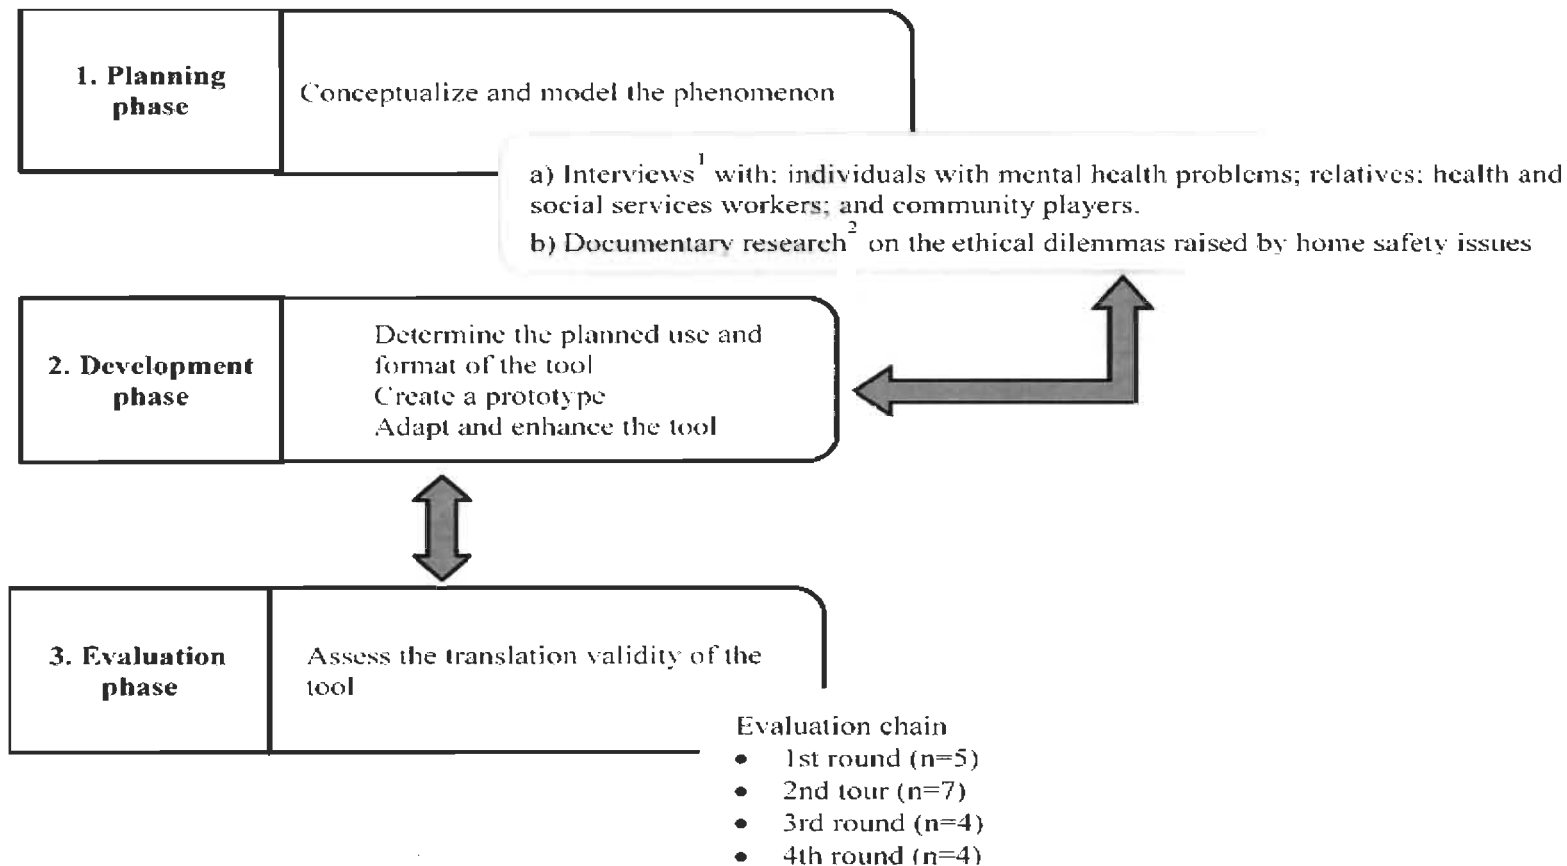 1. Planning
phase
Conceptualize and model the phenomenon
a) Interviews1 with: individuals with mental health problems; relatives; health and
social services workers; and community players.
b) Documentary research2 on the ethical dilemmas raised by home safety issues
2. Development
phase
Determine the planned use and
format of the tool
Create a prototype
Adapt and enhance the tool
3. Evaluation
phase
Assess the translation validity of the
tool
Evaluation chain
• 1st round (n=5)
• 2nd tour (n=7)
• 3rd round (n=4)
• 4th round (n=4)